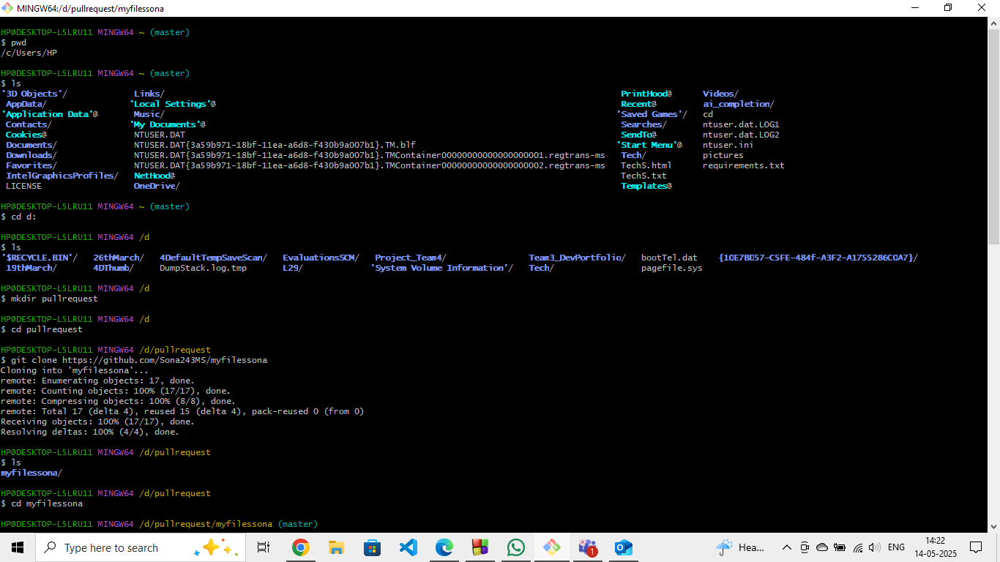 MINGW64:/d/pullrequest/myfilessona
HP@DESKTOP-L5LRU11 MINGW64 ~ (master)
$ pwd
/c/Users/HP
HP@DESKTOP-L5LRU11 MINGW64 ~ (master)
$ ls
'3D Objects'/ Links/ PrintHood@ Videos/
AppData/ 'Local Settings'@ Recent@ ai_completion/
'Application Data'@ Music/ 'Saved Games'/ cd
Contacts/ 'My Documents'@ Searches/ ntuser.dat.LOG1
Cookies@ NTUSER.DAT SendTo@ ntuser.dat.LOG2
Documents/ NTUSER.DAT{3a59b971-18bf-11ea-a6d8-f430b9a007b1}.TM.blf 'Start Menu'@ ntuser.ini
Downloads/ NTUSER.DAT{3a59b971-18bf-11ea-a6d8-f430b9a007b1}.TMContainer00000000000000000001.regtrans-ms Tech/ pictures
Favorites/ NTUSER.DAT{3a59b971-18bf-11ea-a6d8-f430b9a007b1}.TMContainer00000000000000000002.regtrans-ms TechS.html requirements.txt
IntelGraphicsProfiles/ NetHood@ TechS.txt
LICENSE OneDrive/ Templates@
HP@DESKTOP-L5LRU11 MINGW64 ~ (master)
$ cd d:
HP@DESKTOP-L5LRU11 MINGW64 /d
$ ls
'$RECYCLE.BIN'/ 26thMarch/ 4DefaultTempSaveScan/ EvaluationsSCM/ Project_Team4/ Team3_DevPortfolio/ bootTel.dat {10E7BD57-C5FE-484f-A3F2-A1755286C0A7}/
19thMarch/ 4DThumb/ DumpStack.log.tmp L29/ 'System Volume Information'/ Tech/ pagefile.sys
HP@DESKTOP-L5LRU11 MINGW64 /d
$ mkdir pullrequest
HP@DESKTOP-L5LRU11 MINGW64 /d
$ cd pullrequest
HP@DESKTOP-L5LRU11 MINGW64 /d/pullrequest
$ git clone https://github.com/Sona243MS/myfilessona
Cloning into 'myfilessona'...
remote: Enumerating objects: 17, done.
remote: Counting objects: 100% (17/17), done.
remote: Compressing objects: 100% (8/8), done.
remote: Total 17 (delta 4), reused 15 (delta 4), pack-reused 0 (from 0)
Receiving objects: 100% (17/17), done.
Resolving deltas: 100% (4/4), done.
HP@DESKTOP-L5LRU11 MINGW64 /d/pullrequest
$ ls
myfilessona/
HP@DESKTOP-L5LRU11 MINGW64 /d/pullrequest
$ cd myfilessona
HP@DESKTOP-L5LRU11 MINGW64 /d/pullrequest/myfilessona (master)
Type here to search
1
Hea...
ENG
14:22
14-05-2025